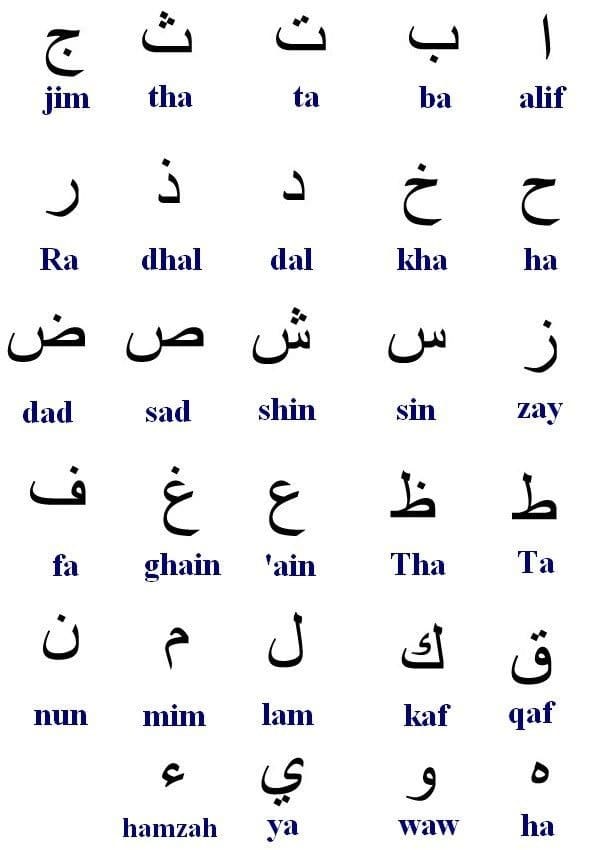 ا ب ت ث ج
jim tha ta ba alif
ح خ د ذ ر
Ra dhal dal kha ha
ز س ش ص ض
dad sad shin sin zay
ط ظ ع غ ف
fa ghain 'ain Tha Ta
ق ك ل م ن
nun mim lam kaf qaf
ه و ي ء
hamzah ya waw ha